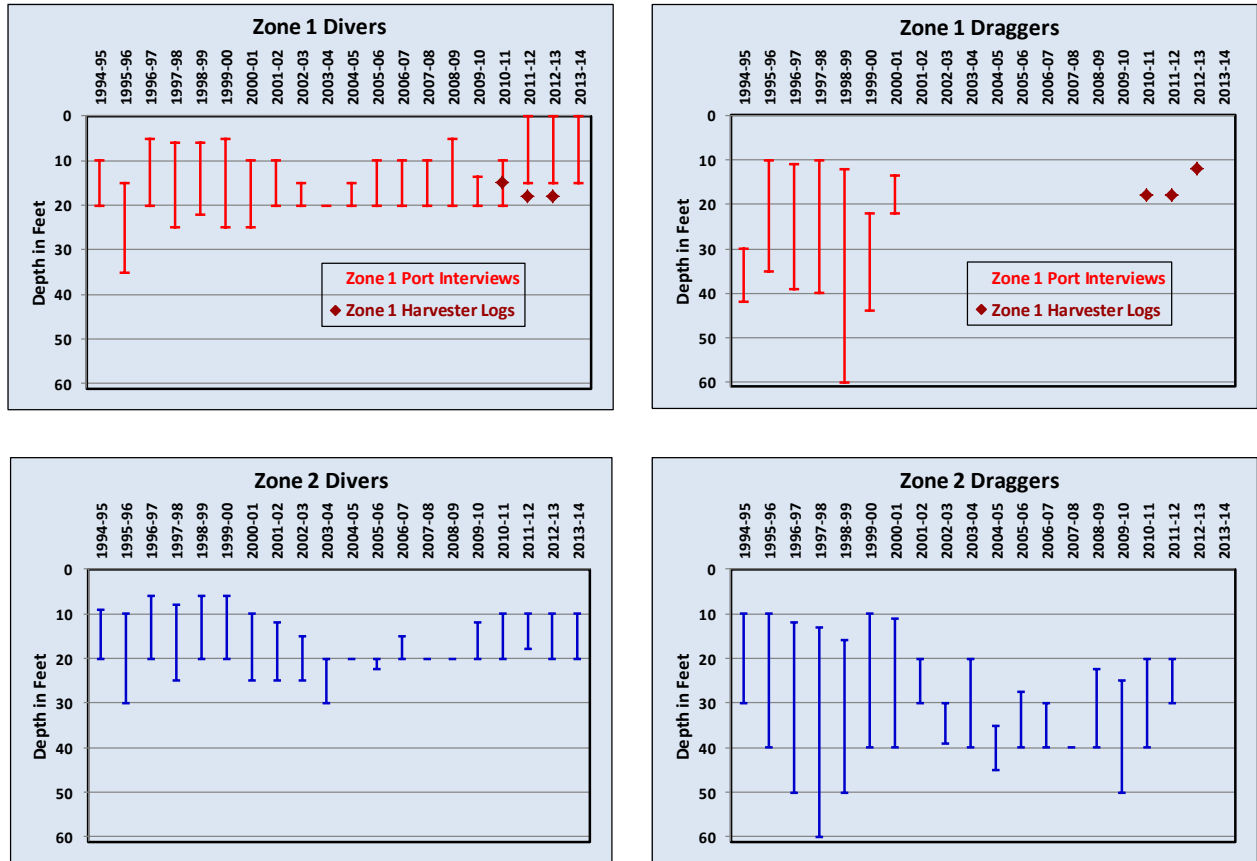 Zone 1 Divers
1994-95 1995-96 1996-97 1997-98 1998-99 1999-00 2000-01 2001-02 2002-03 2003-04 2004-05 2005-06 2006-07 2007-08 2008-09 2009-10 2010-11 2011-12 2012-13 2013-14
0
10
20
30
40
50
60
Depth in Feet
Zone 1 Port Interviews
Zone 1 Harvester Logs
Zone 1 Draggers
1994-95 1995-96 1996-97 1997-98 1998-99 1999-00 2000-01 2001-02 2002-03 2003-04 2004-05 2005-06 2006-07 2007-08 2008-09 2009-10 2010-11 2011-12 2012-13 2013-14
0
10
20
30
40
50
60
Depth in Feet
Zone 1 Port Interviews
Zone 1 Harvester Logs
Zone 2 Divers
1994-95 1995-96 1996-97 1997-98 1998-99 1999-00 2000-01 2001-02 2002-03 2003-04 2004-05 2005-06 2006-07 2007-08 2008-09 2009-10 2010-11 2011-12 2012-13 2013-14
0
10
20
30
40
50
60
Depth in Feet
Zone 2 Draggers
1994-95 1995-96 1996-97 1997-98 1998-99 1999-00 2000-01 2001-02 2002-03 2003-04 2004-05 2005-06 2006-07 2007-08 2008-09 2009-10 2010-11 2011-12 2012-13 2013-14
0
10
20
30
40
50
60
Depth in Feet